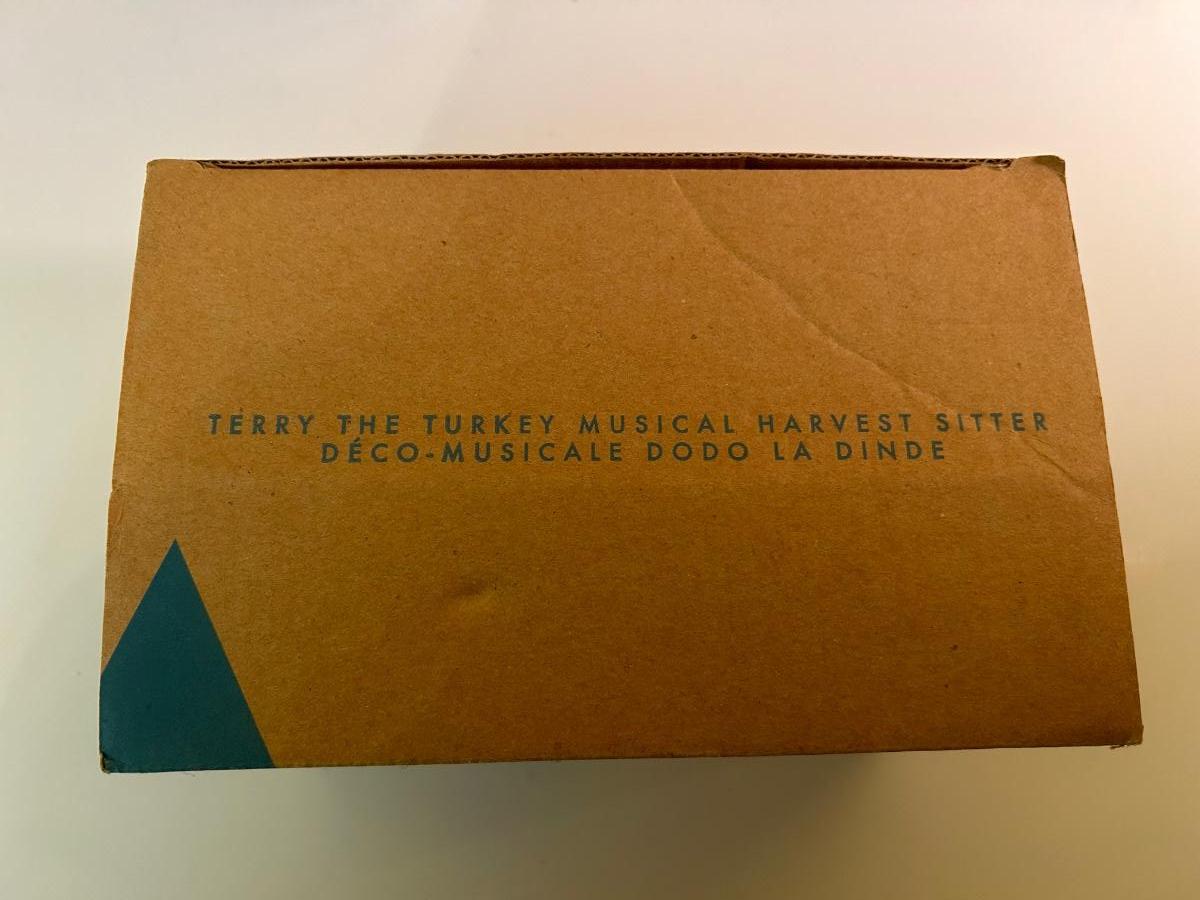 TERRY THE TURKEY MUSICAL HARVEST SITTER
DÉCO-MUSICALE DODO LA DINDE